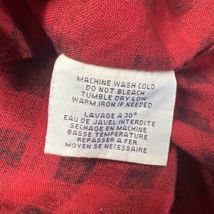 MACHINE WASH COLD
DO NOT BLEACH
TUMBLE DRY LOW
WARM IRON IF NEEDED
LAVAGE A 30°
EAU DE JAVEL INTERDITE
SECHAGE EN MACHINE
BASSE TEMPERATURE
REPASSER A FER
MOYEN SE NECESSAIRE